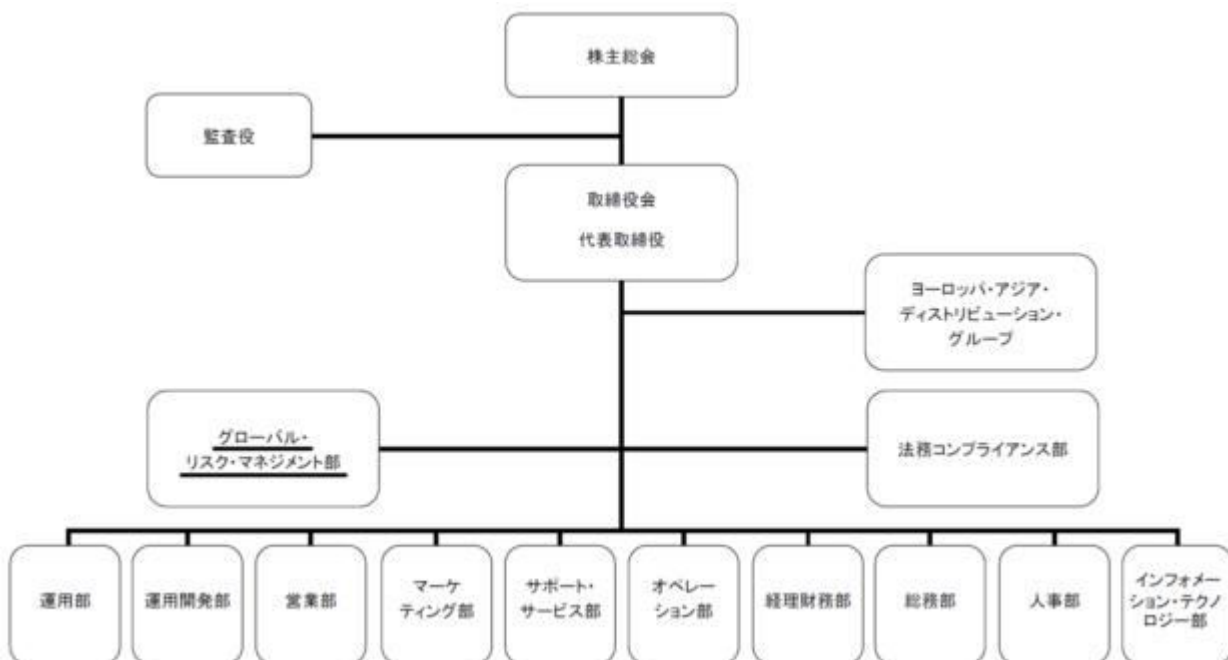 株主総会
監査役
取締役会
代表取締役
ヨーロッパ・アジア・
ディストリビューション・
グループ
グローバル・
リスク・マネジメント部
法務コンプライアンス部
運用部
運用開発部
営業部
マーケ
ティング部
サポート・
サービス部
オペレー
ション部
経理財務部
総務部
人事部
インフォメー
ション・テクノ
ロジー部